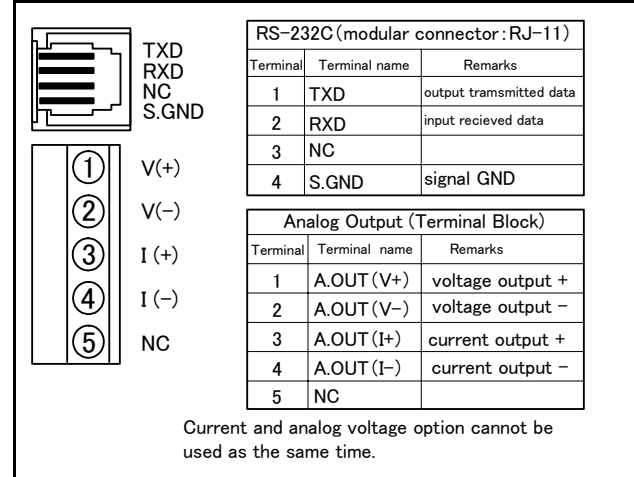 TXD
RXD
NC
S.GND
① V(+)
② V(−)
③ I (+)
④ I (−)
⑤ NC
RS−232C(modular connector:RJ−11)
Terminal Terminal name Remarks
1 TXD output tramsmitted data
2 RXD input recieved data
3 NC
4 S.GND signal GND
Analog Output (Terminal Block)
Terminal Terminal name Remarks
1 A.OUT(V+) voltage output +
2 A.OUT(V−) voltage output −
3 A.OUT(I+) current output +
4 A.OUT(I−) current output −
5 NC
Current and analog voltage option cannot be
used as the same time.